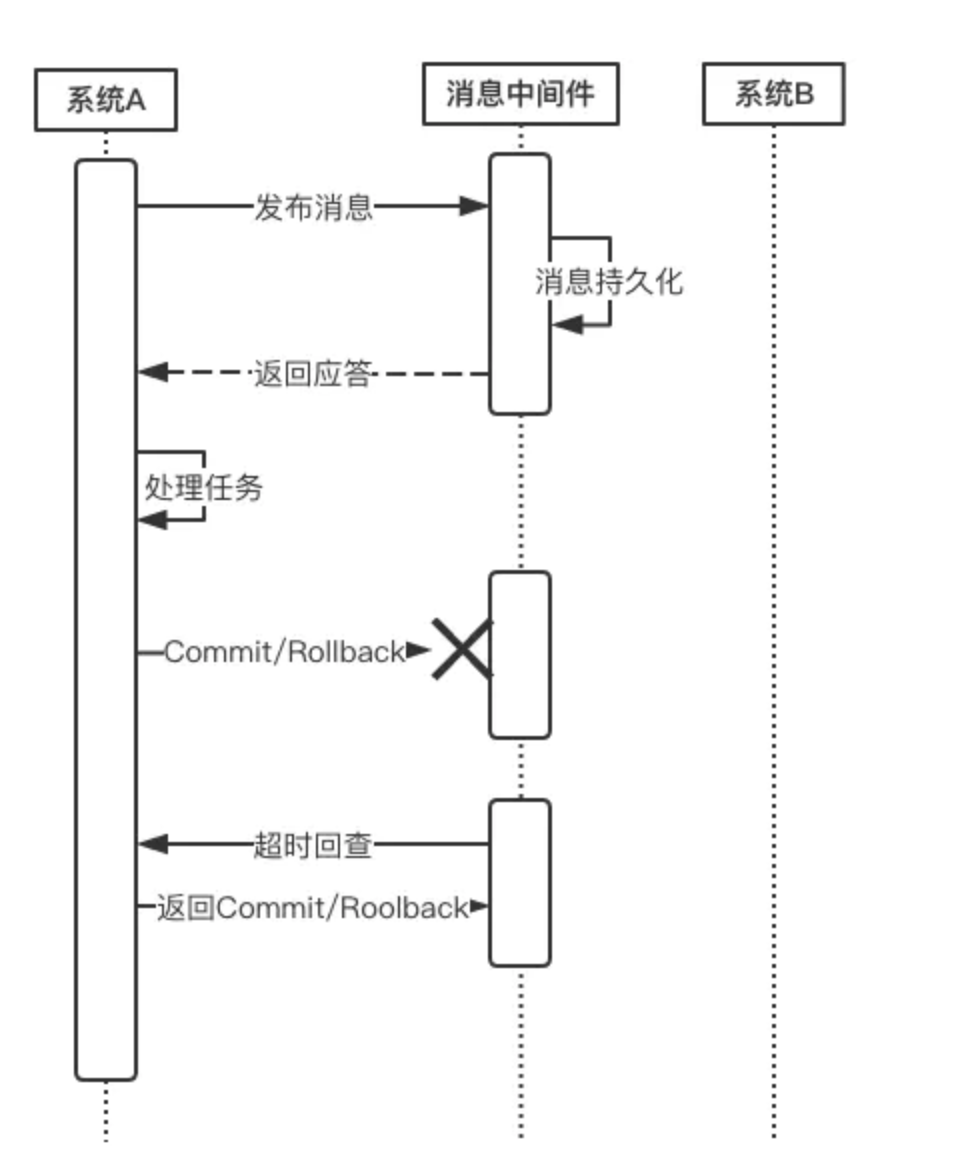 系统A
消息中间件
系统B
发布消息
消息持久化
返回应答
处理任务
Commit/Rollback
超时回查
返回Commit/Roolback